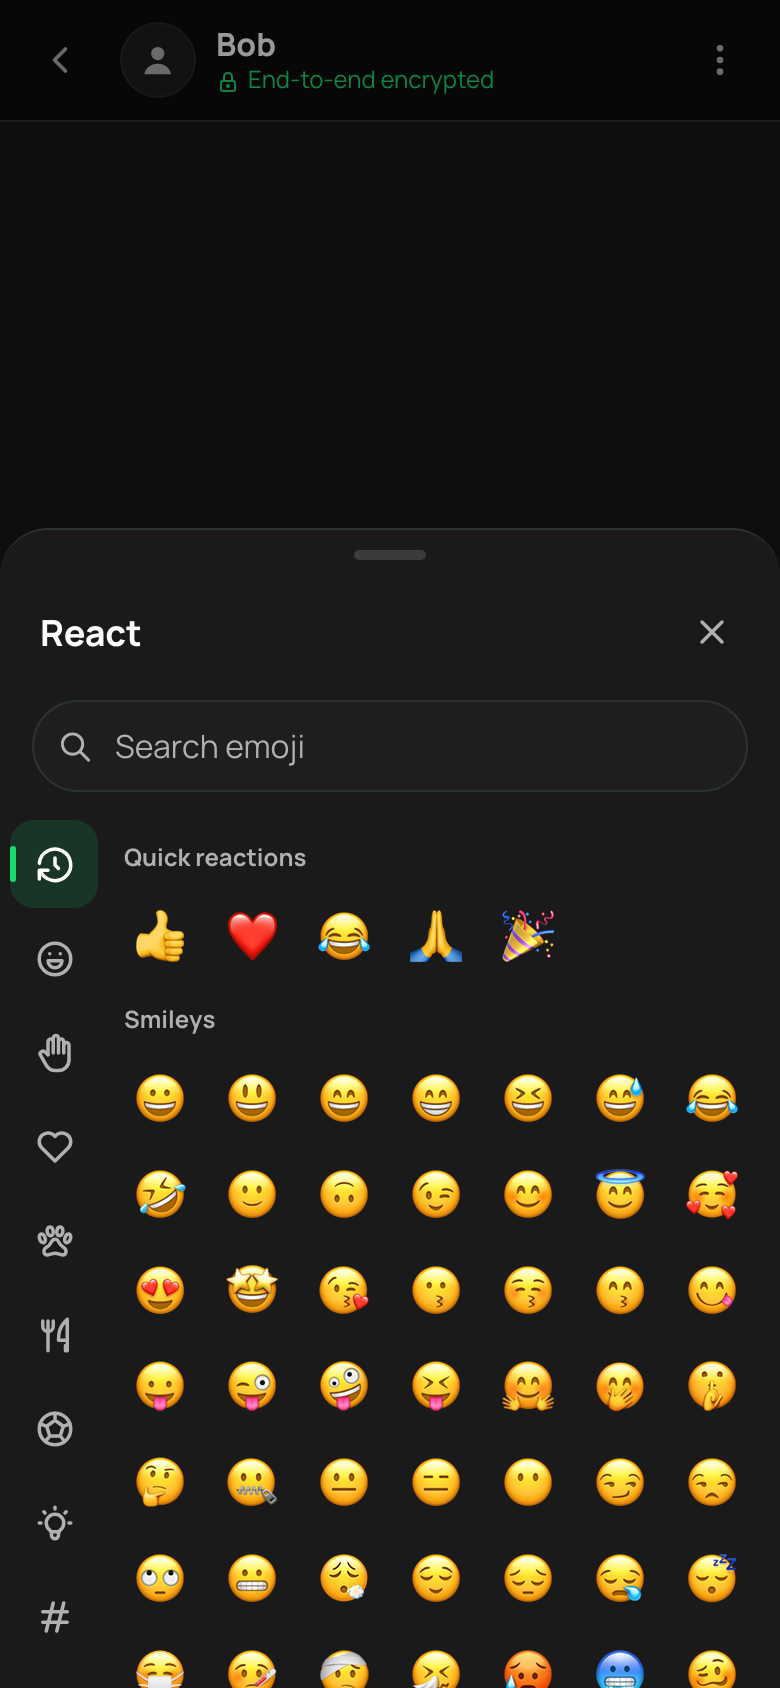 Bob
End-to-end encrypted
React
Search emoji
Quick reactions
Smileys